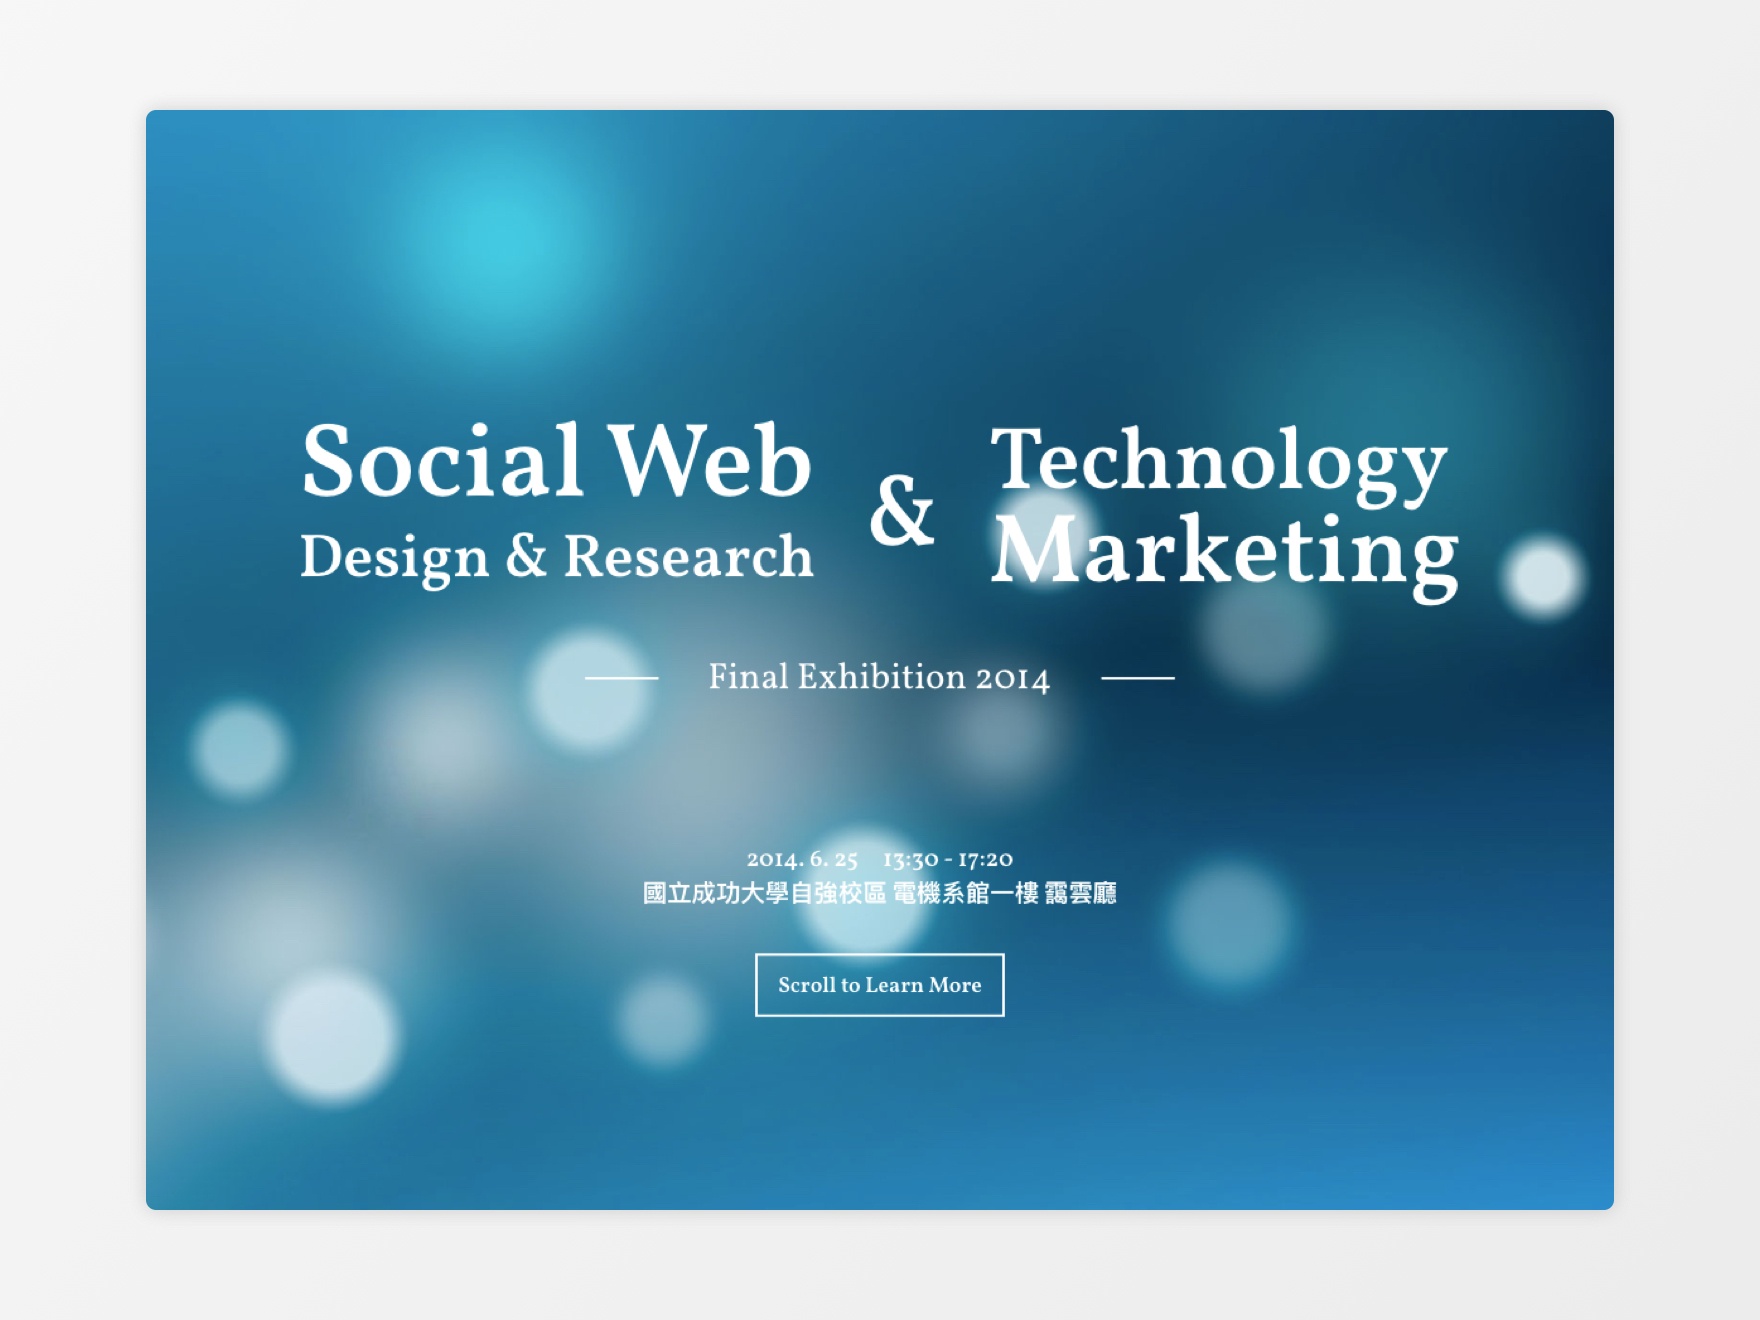 Social Web
Design & Research
&
Technology
Marketing
Final Exhibition 2014
2014. 6. 25 13:30 - 17:20
國立成功大學自強校區 電機系館一樓 靄雲廳
Scroll to Learn More